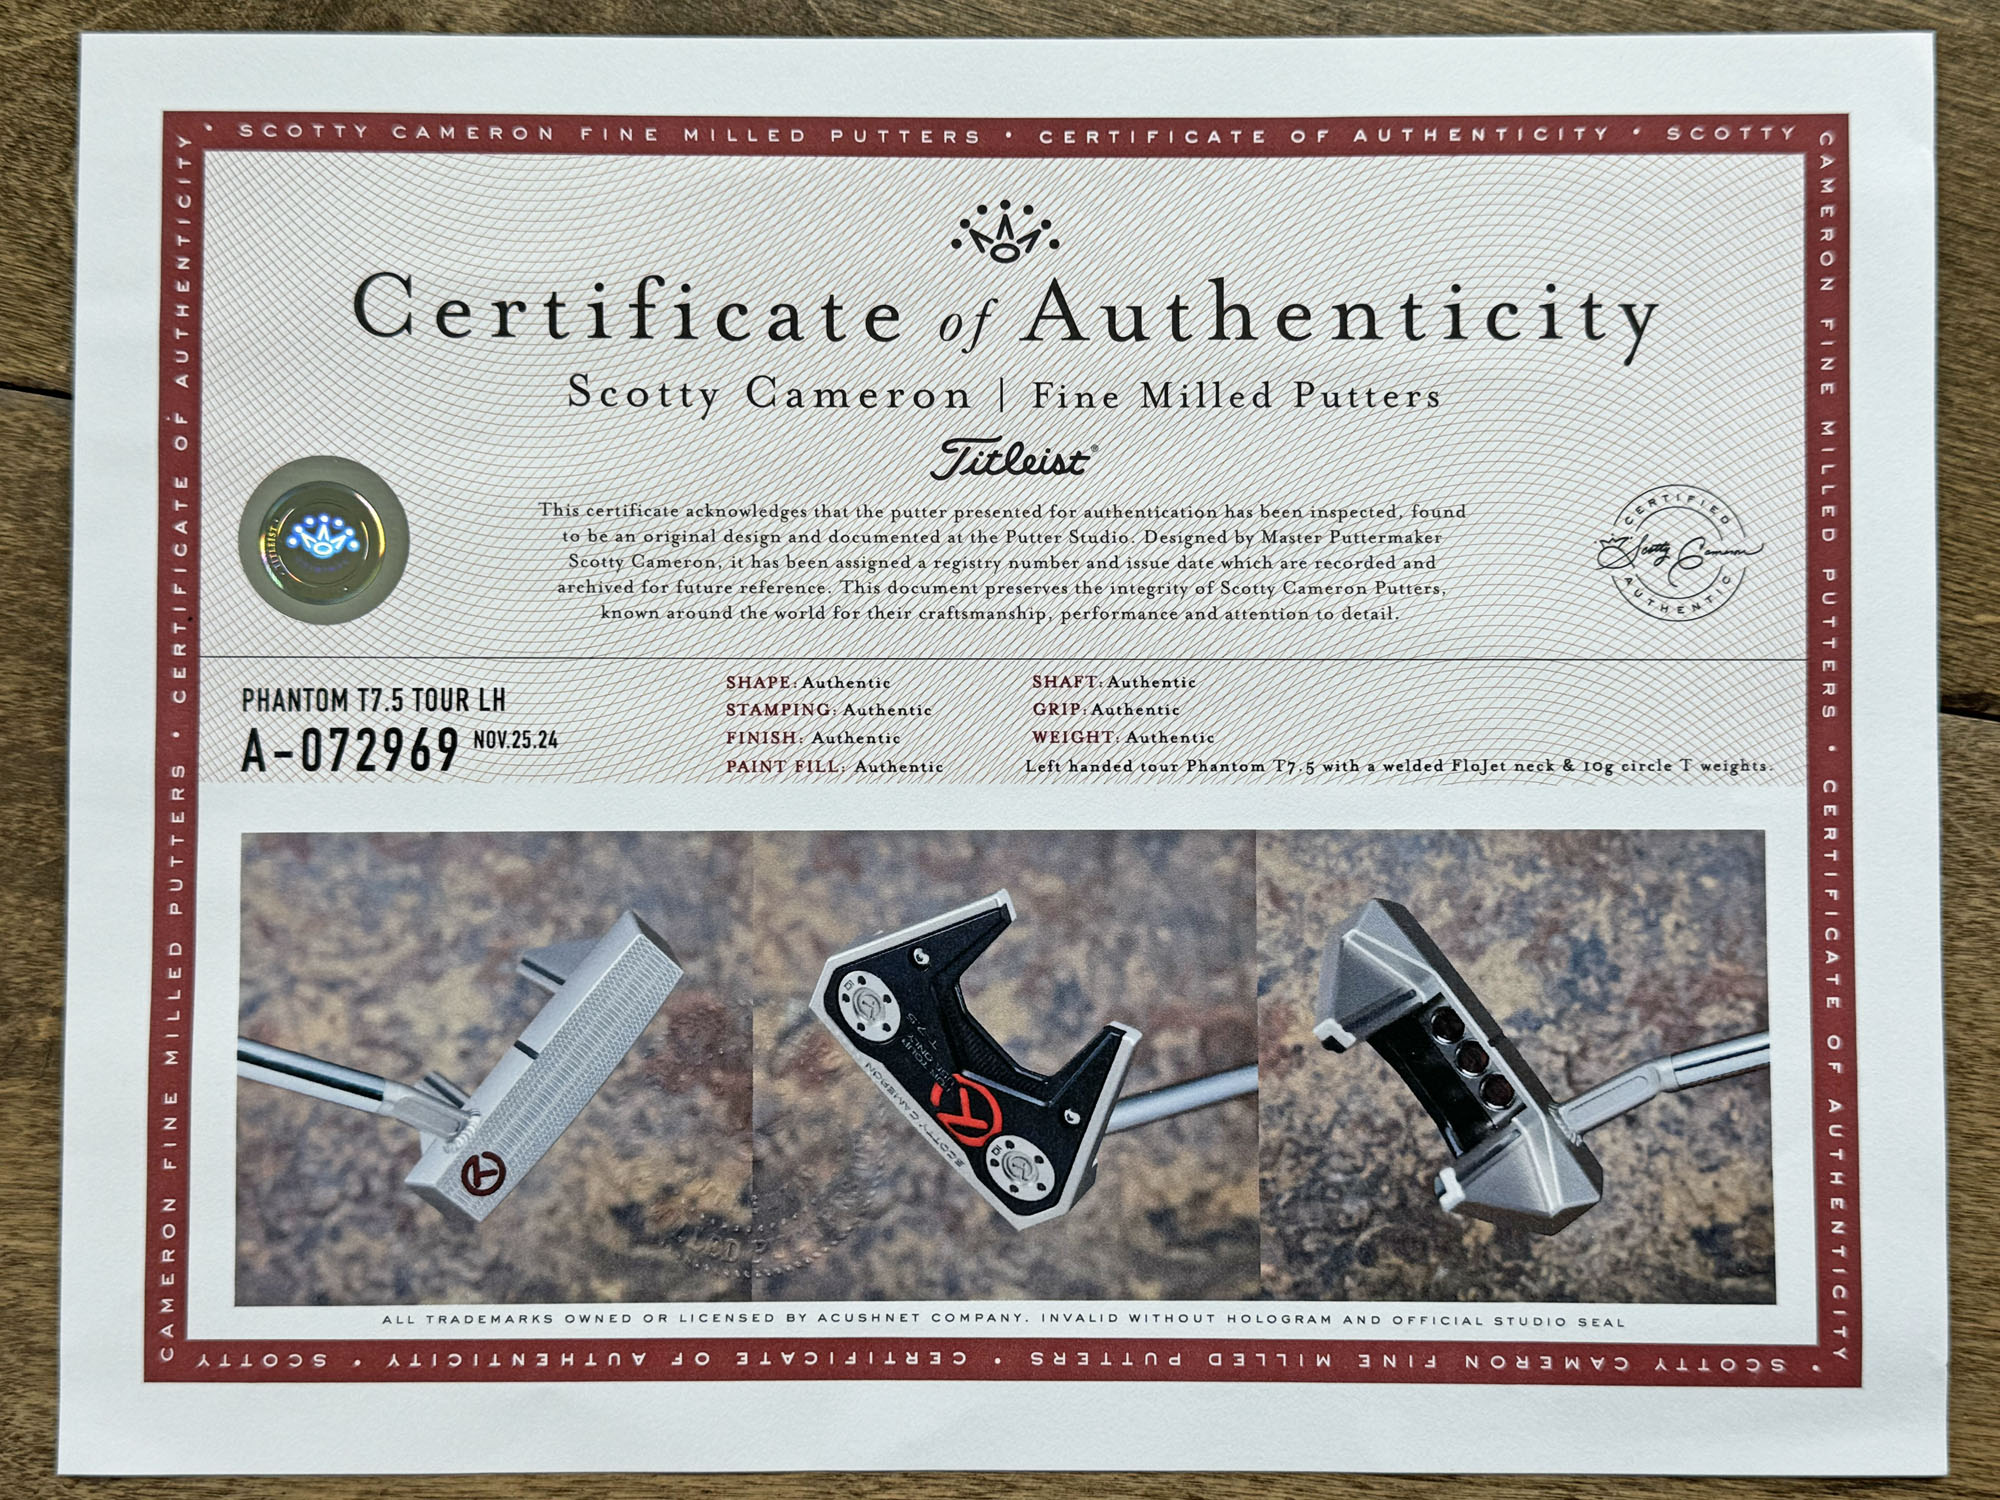 • SCOTTY CAMERON FINE MILLED PUTTERS • CERTIFICATE OF AUTHENTICITY • SCOTTY
CAMERON FINE MILLED PUTTERS • CERTIFICATE OF AUTHENTICITY
• SCOTTY CAMERON FINE MILLED PUTTERS • CERTIFICATE OF AUTHENTICITY • SCOTTY
CAMERON FINE MILLED PUTTERS • CERTIFICATE OF AUTHENTICITY
Certificate of Authenticity
Scotty Cameron | Fine Milled Putters
Titleist®
This certificate acknowledges that the putter presented for authentication has been inspected, found
to be an original design and documented at the Putter Studio. Designed by Master Puttermaker
Scotty Cameron, it has been assigned a registry number and issue date which are recorded and
archived for future reference. This document preserves the integrity of Scotty Cameron Putters,
known around the world for their craftsmanship, performance and attention to detail.
TITLEIST
CERTIFIED
Scotty Cameron
AUTHENTIC
PHANTOM T7.5 TOUR LH
A-072969 NOV.25.24
SHAPE: Authentic
STAMPING: Authentic
FINISH: Authentic
PAINT FILL: Authentic
SHAFT: Authentic
GRIP: Authentic
WEIGHT: Authentic
Left handed tour Phantom T7.5 with a welded FloJet neck & 10g circle T weights.
T
T 7.5
TOUR
ONLY
SCOTTY CAMERON
T
ALL TRADEMARKS OWNED OR LICENSED BY ACUSHNET COMPANY. INVALID WITHOUT HOLOGRAM AND OFFICIAL STUDIO SEAL